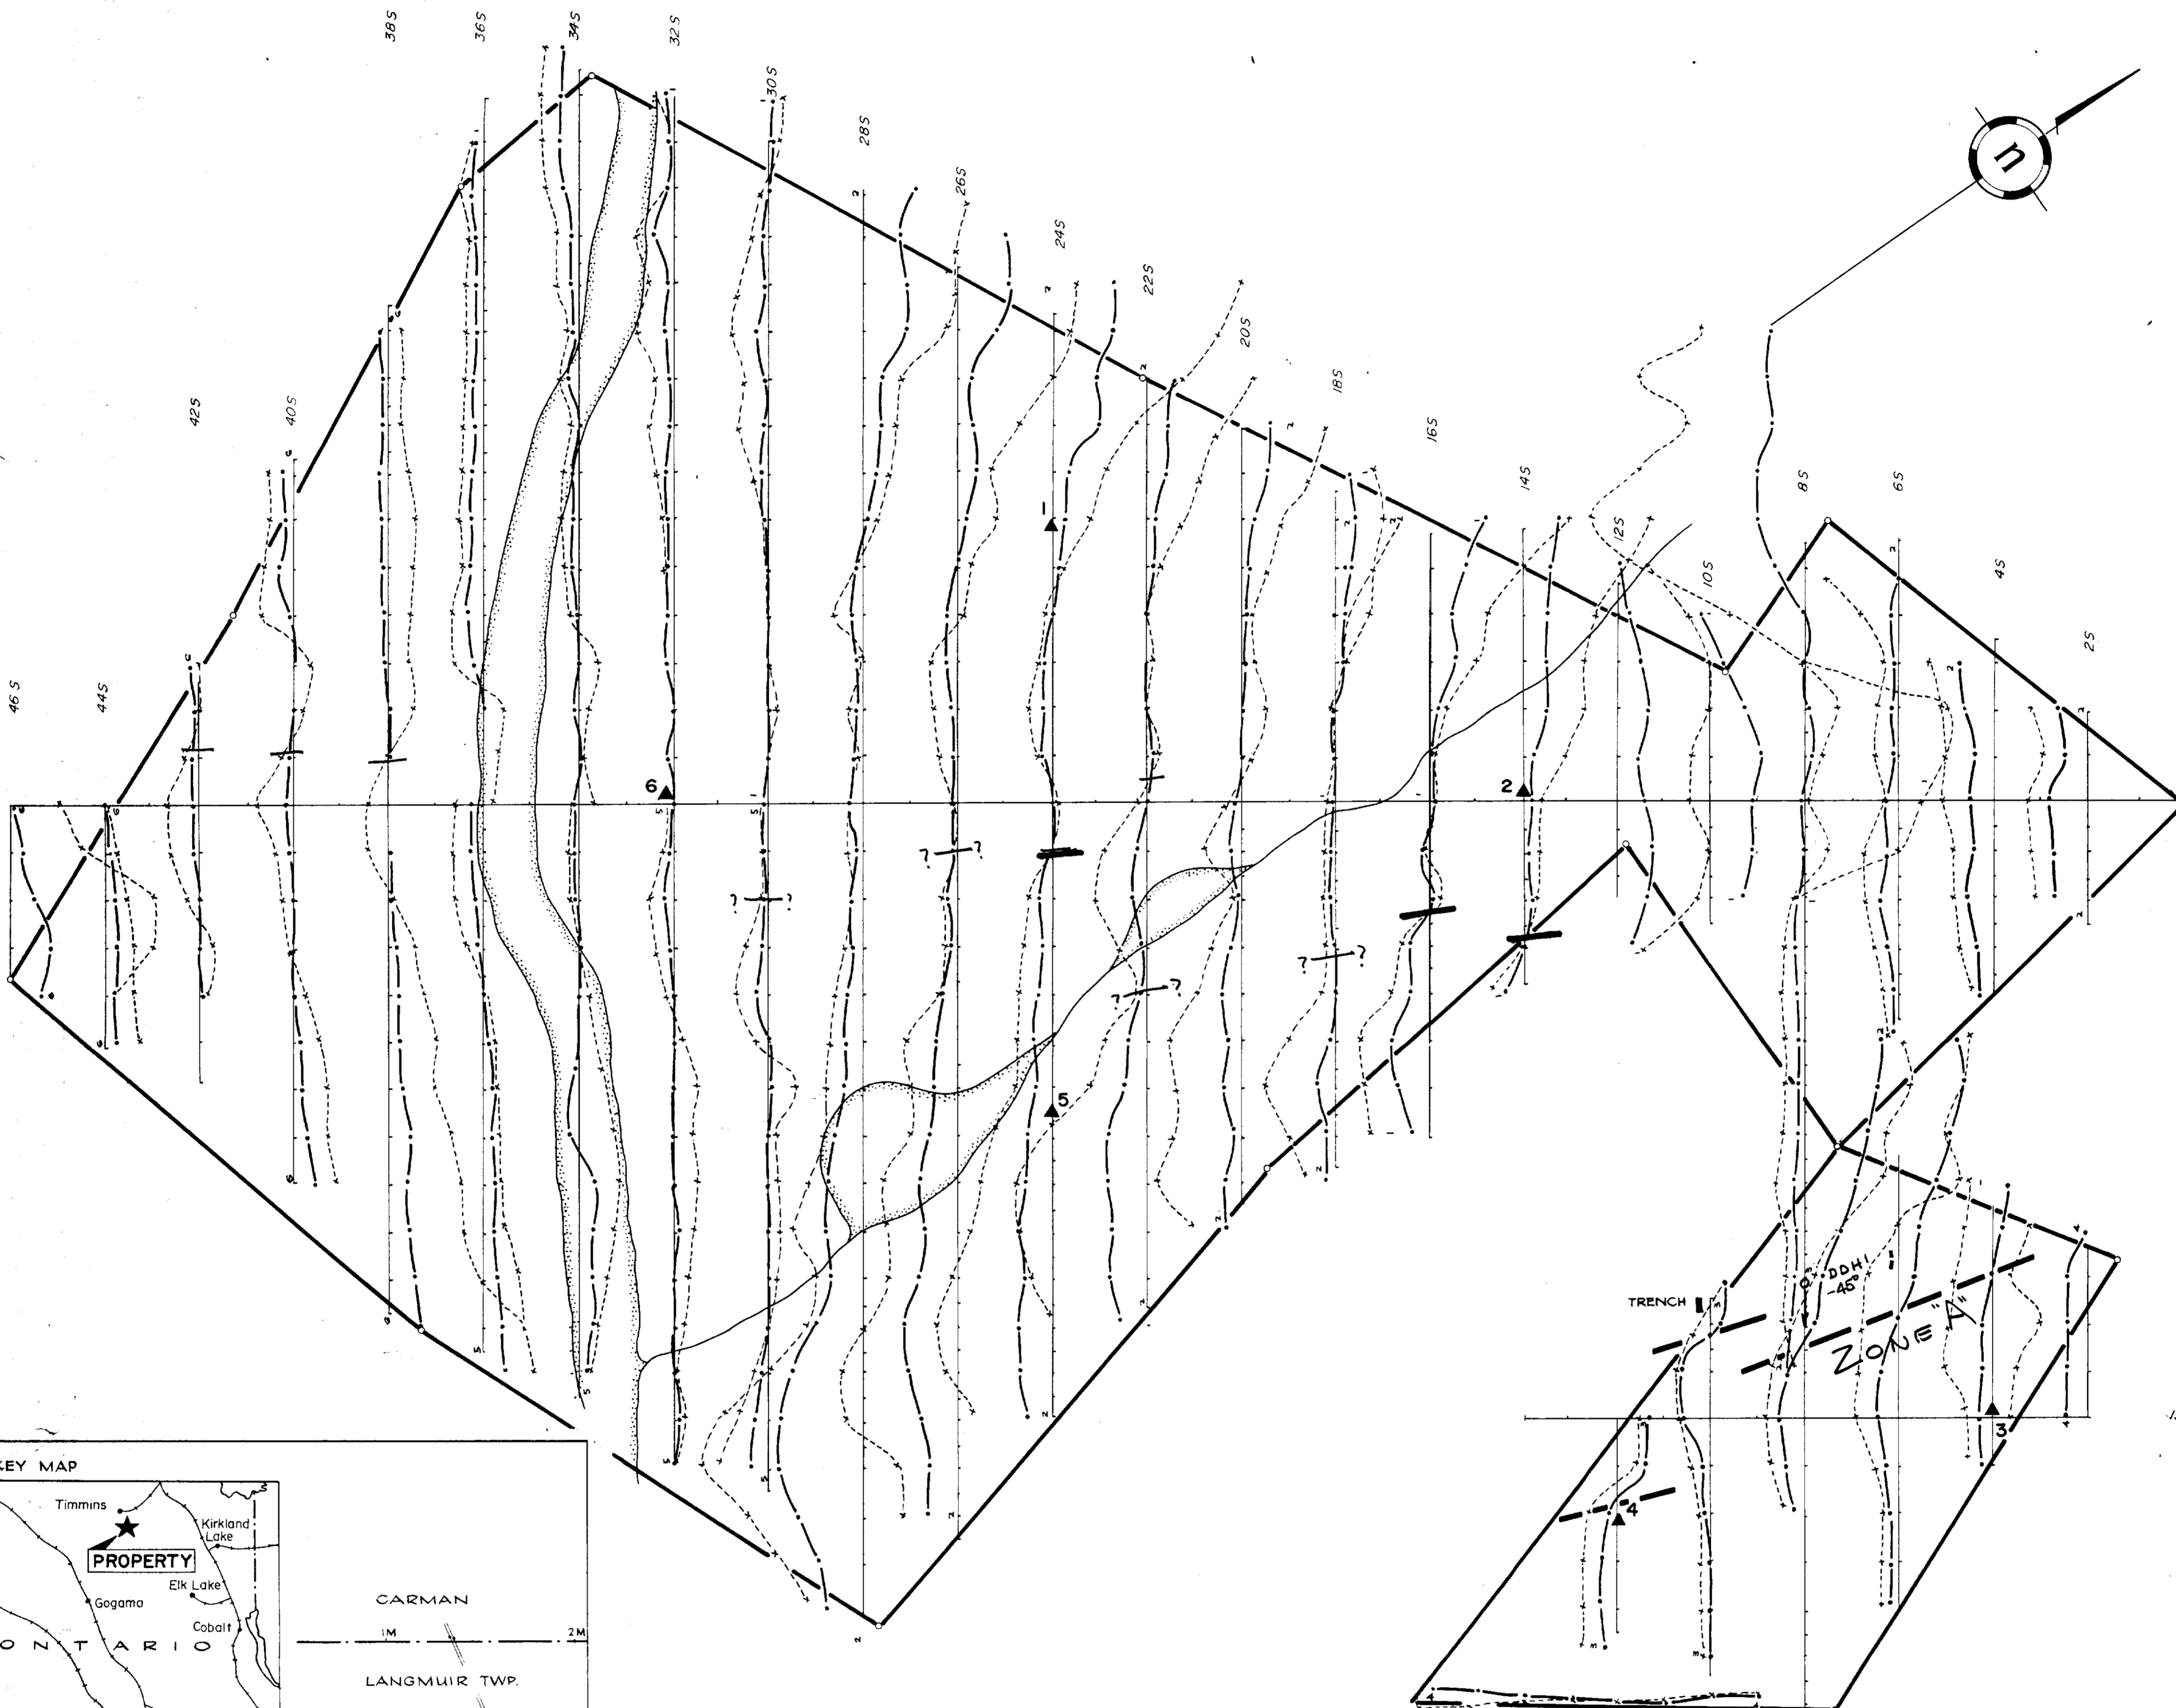 38S
36S
34S
32S
30S
28S
26S
24S
22S
20S
18S
16S
14S
12S
10S
8S
6S
4S
2S
42S
40S
46S
44S
n
1
6
2
? ?
? ?
? ?
? ?
5
DDH1
-45°
TRENCH
ZONE "A"
3
4
KEY MAP
Timmins
Kirkland
Lake
PROPERTY
Elk Lake
Gogama
Cobalt
ONTARIO
CARMAN
1M 2M
LANGMUIR TWP.